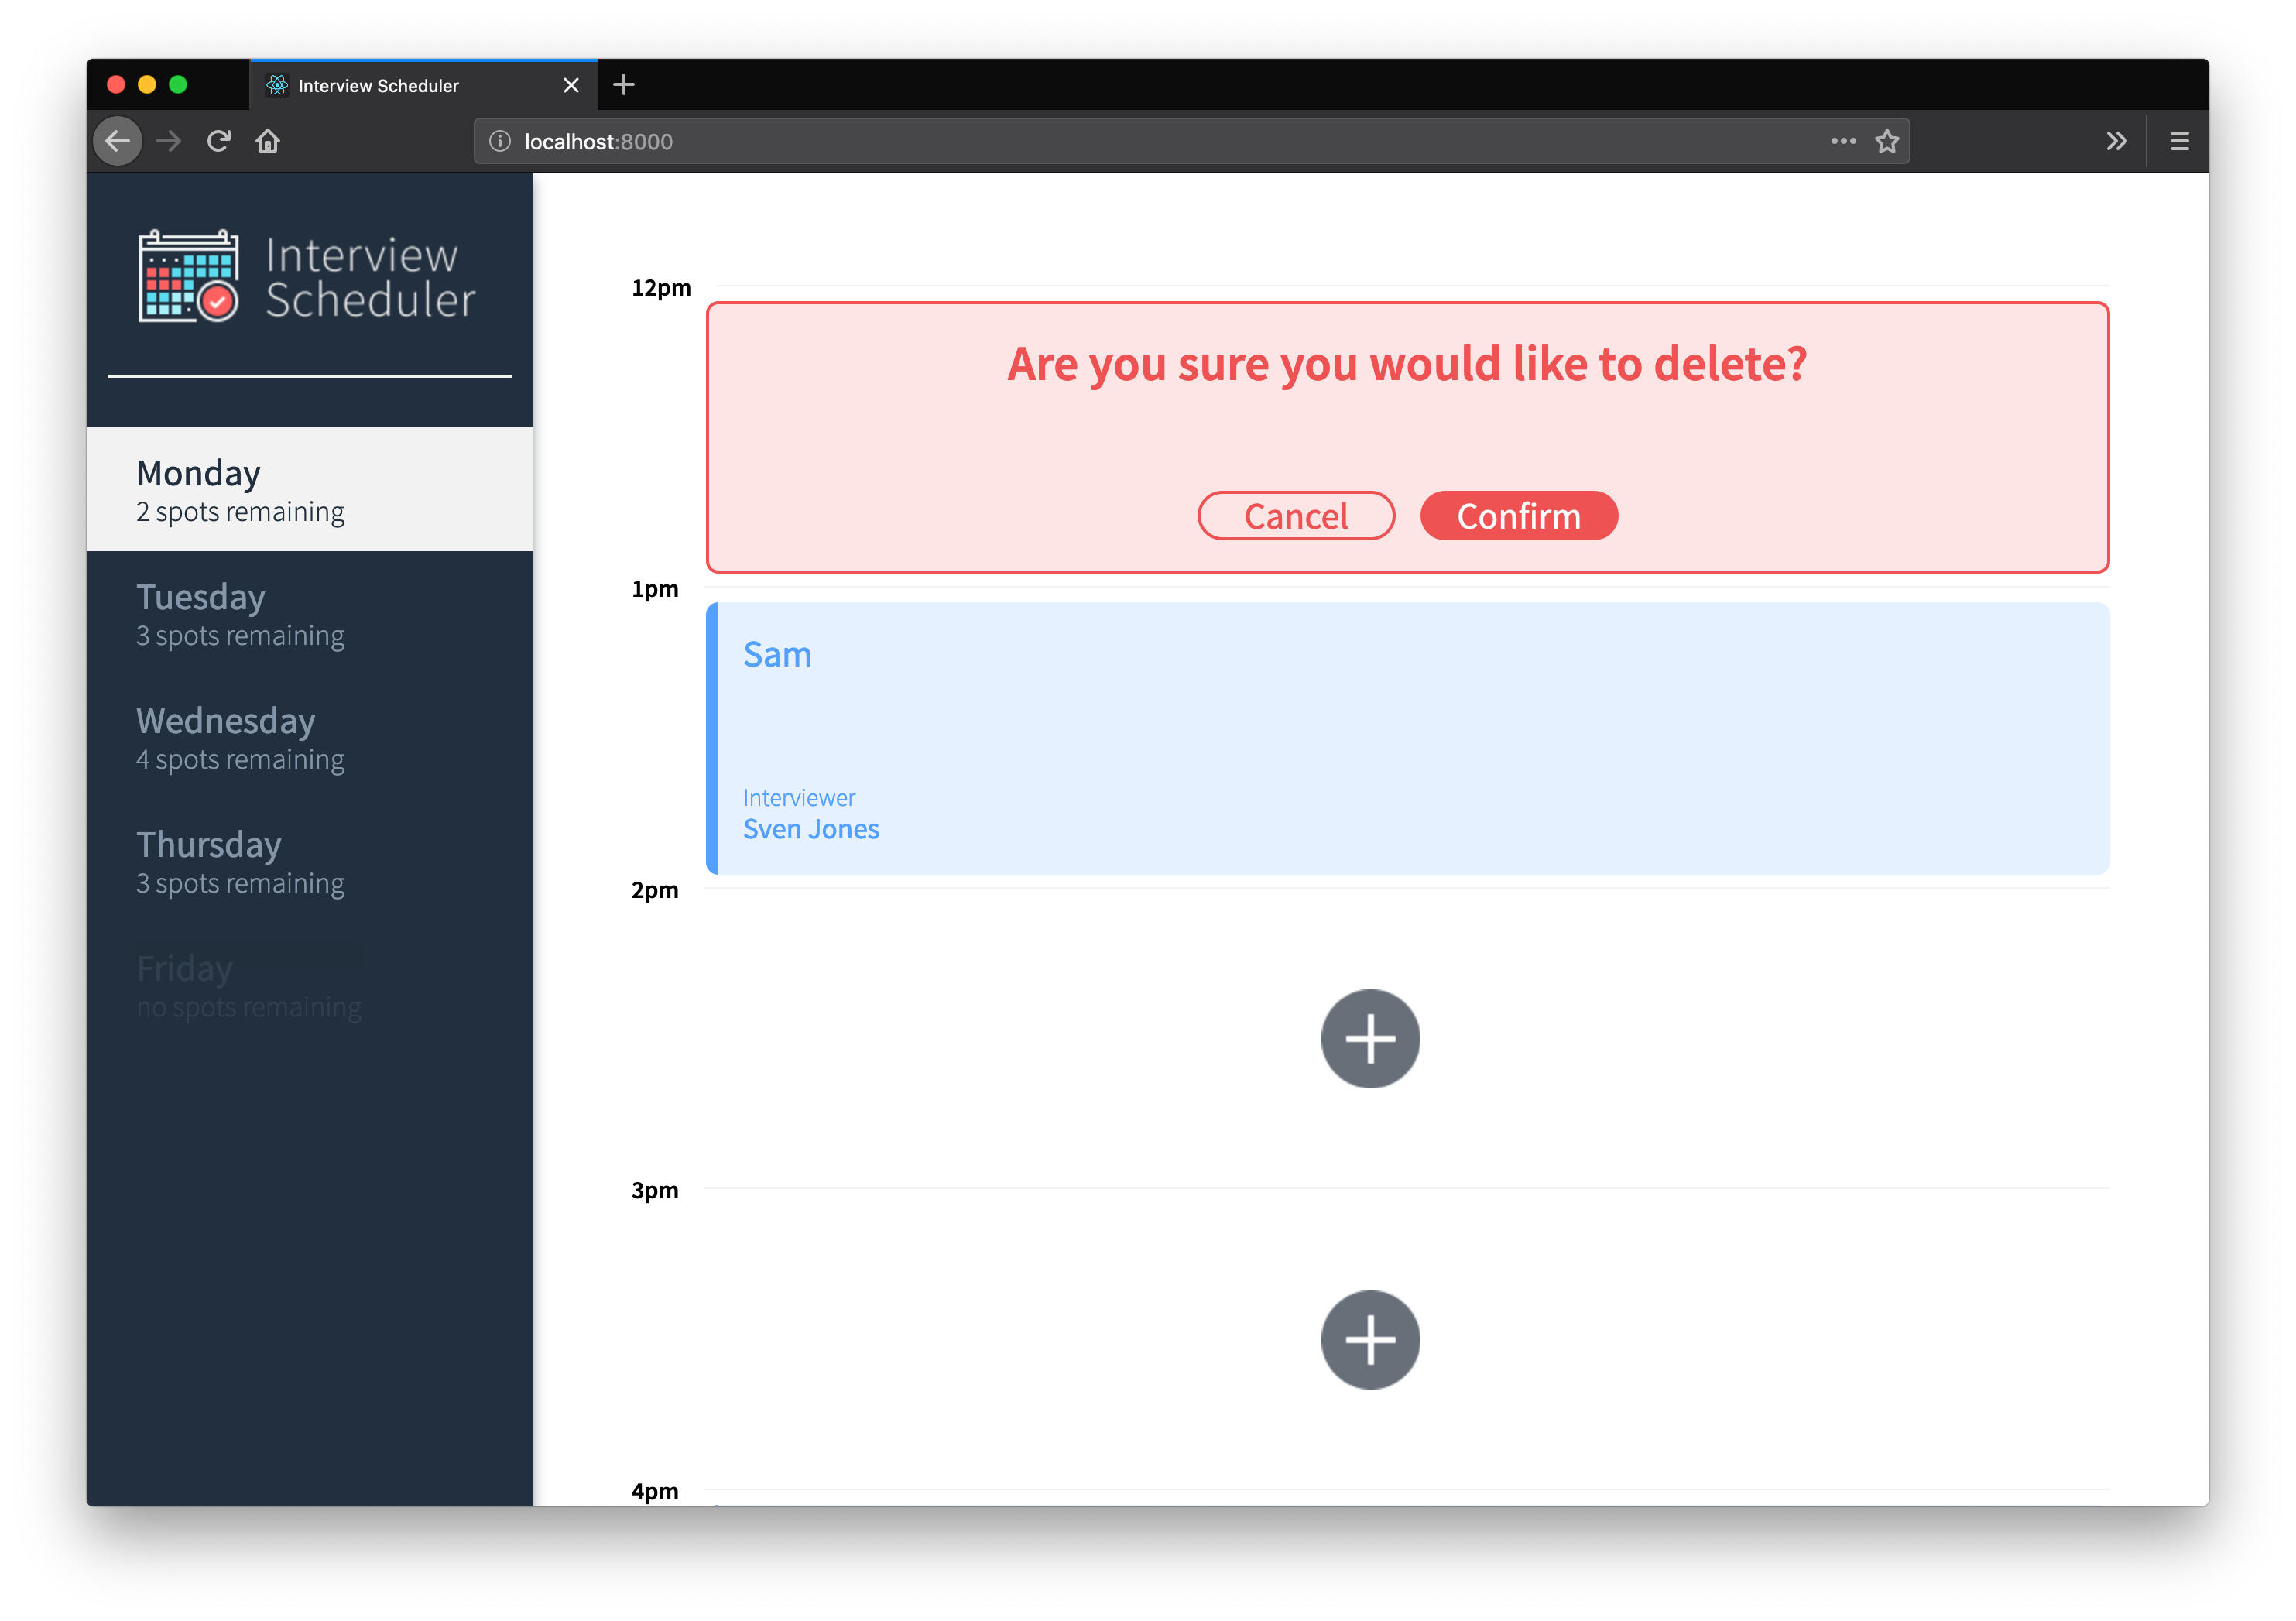 Interview Scheduler
localhost:8000
Interview
Scheduler
Monday
2 spots remaining
Tuesday
3 spots remaining
Wednesday
4 spots remaining
Thursday
3 spots remaining
Friday
no spots remaining
12pm
Are you sure you would like to delete?
Cancel Confirm
1pm
Sam
Interviewer
Sven Jones
2pm
3pm
4pm